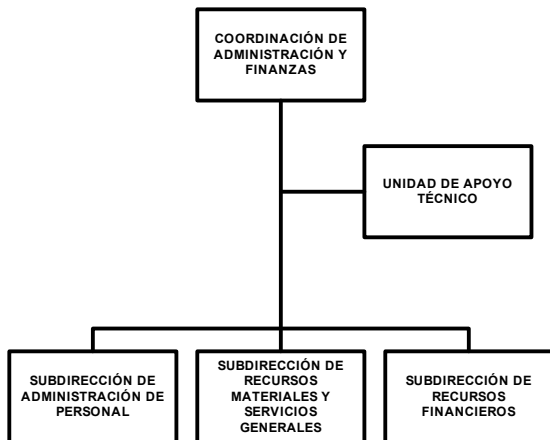 COORDINACIÓN DE
ADMINISTRACIÓN Y
FINANZAS
UNIDAD DE APOYO
TÉCNICO
SUBDIRECCIÓN DE
ADMINISTRACIÓN DE
PERSONAL
SUBDIRECCIÓN DE
RECURSOS
MATERIALES Y
SERVICIOS
GENERALES
SUBDIRECCIÓN DE
RECURSOS
FINANCIEROS